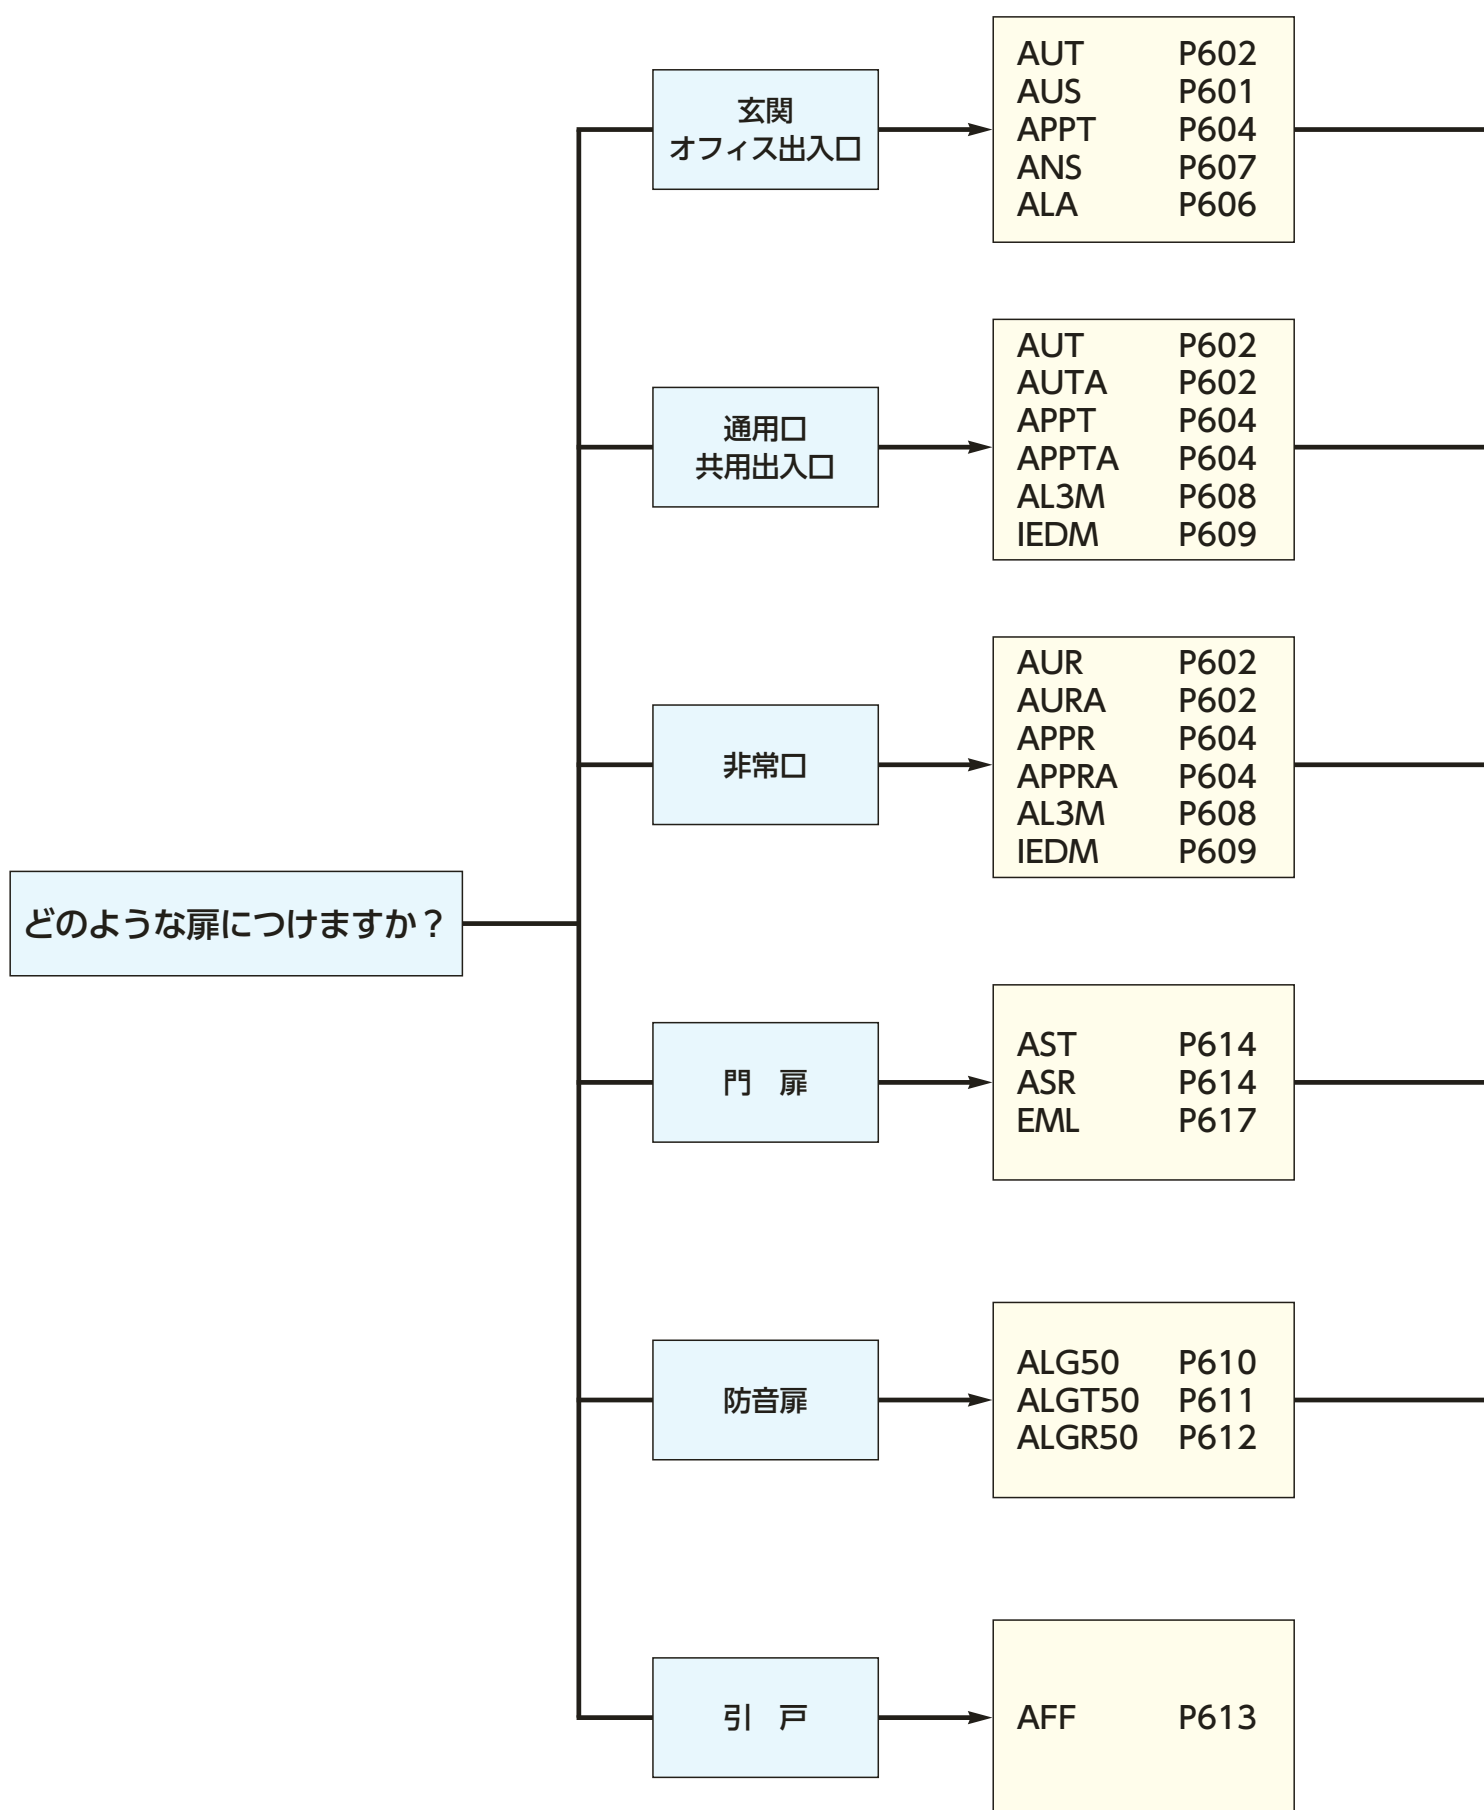 どのような扉につけますか？
玄関
オフィス出入口
AUT P602
AUS P601
APPT P604
ANS P607
ALA P606
通用口
共用出入口
AUT P602
AUTA P602
APPT P604
APPTA P604
AL3M P608
IEDM P609
非常口
AUR P602
AURA P602
APPR P604
APPRA P604
AL3M P608
IEDM P609
門　扉
AST P614
ASR P614
EML P617
防音扉
ALG50 P610
ALGT50 P611
ALGR50 P612
引　戸
AFF P613